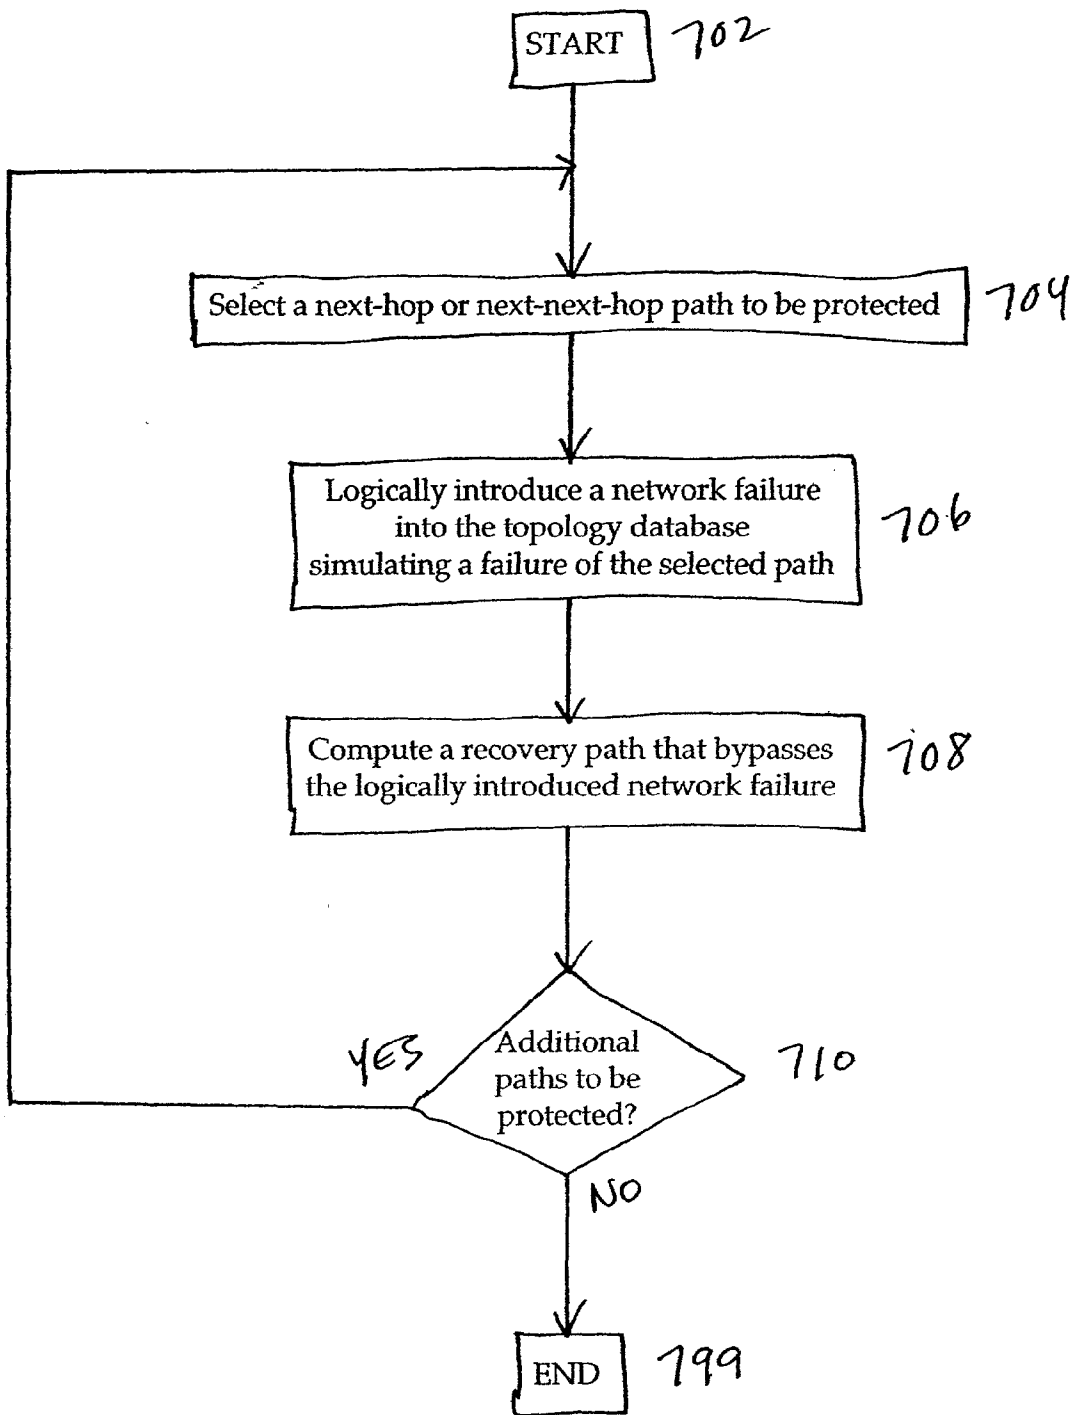 START 702
Select a next-hop or next-next-hop path to be protected 704
Logically introduce a network failure
into the topology database
simulating a failure of the selected path
706
Compute a recovery path that bypasses
the logically introduced network failure
708
YES
Additional
paths to be
protected?
710
NO
END 799